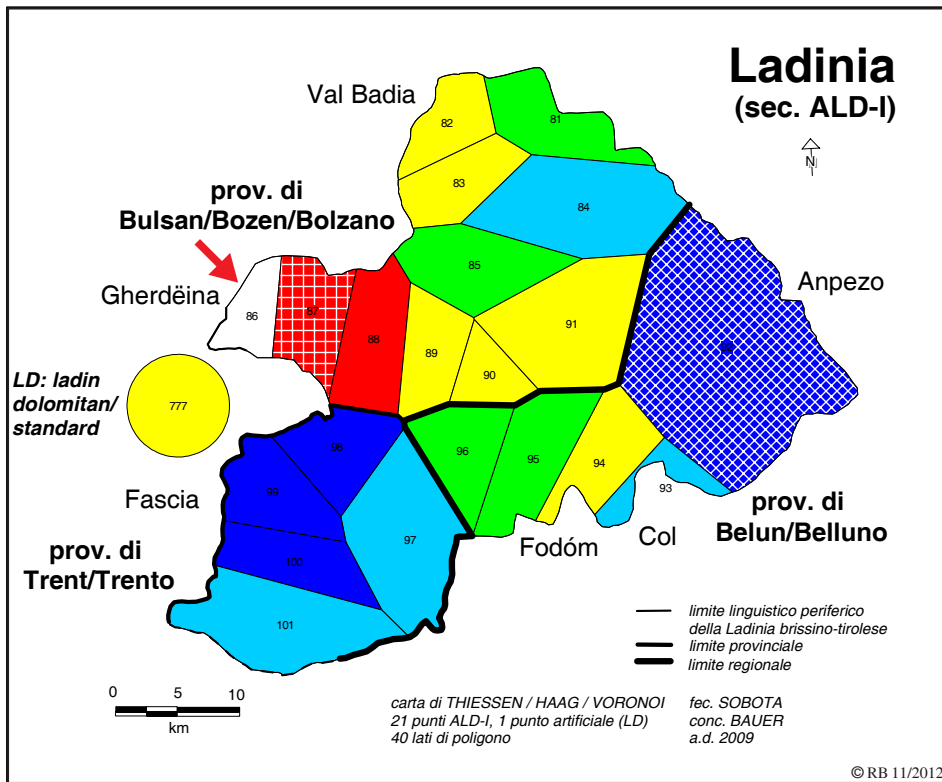 Ladinia
(sec. ALD-I)
N
Val Badia
prov. di
Bulsan/Bozen/Bolzano
Gherdëina
Anpezo
LD: ladin
dolomitan/
standard
777
81
82
83
84
85
86
87
88
89
90
91
93
94
95
96
97
98
99
100
101
Fascia
prov. di
Trent/Trento
Fodóm
Col
prov. di
Belun/Belluno
limite linguistico periferico
della Ladinia brissino-tirolese
limite provinciale
limite regionale
0 5 10
km
carta di THIESSEN / HAAG / VORONOI
21 punti ALD-I, 1 punto artificiale (LD)
40 lati di poligono
fec. SOBOTA
conc. BAUER
a.d. 2009
© RB 11/2012